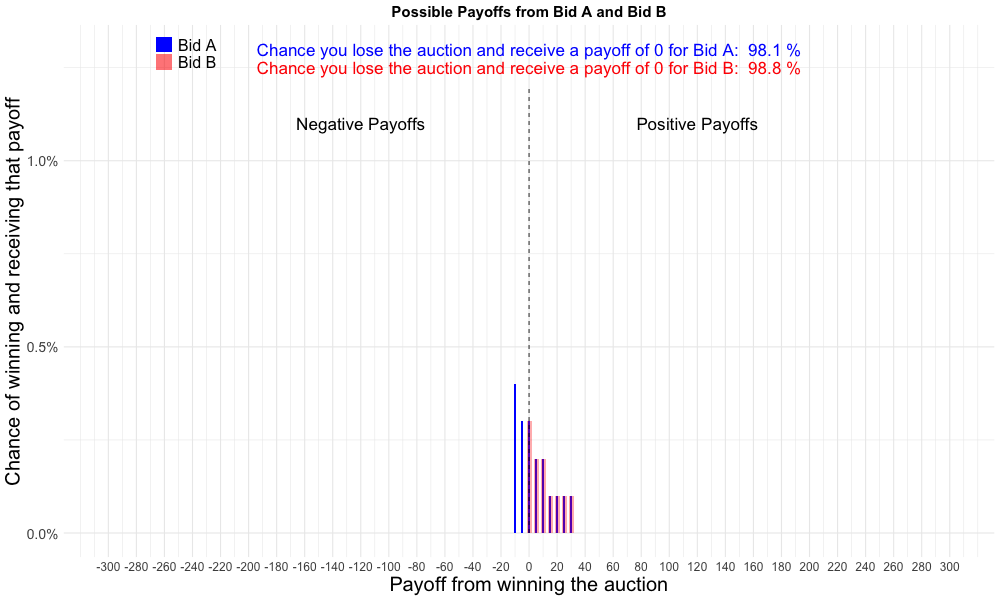 Possible Payoffs from Bid A and Bid B
Bid A
Bid B
Chance you lose the auction and receive a payoff of 0 for Bid A:  98.1 %
Chance you lose the auction and receive a payoff of 0 for Bid B:  98.8 %
Negative Payoffs
Positive Payoffs
Chance of winning and receiving that payoff
1.0%
0.5%
0.0%
-300 -280 -260 -240 -220 -200 -180 -160 -140 -120 -100 -80 -60 -40 -20 0 20 40 60 80 100 120 140 160 180 200 220 240 260 280 300
Payoff from winning the auction